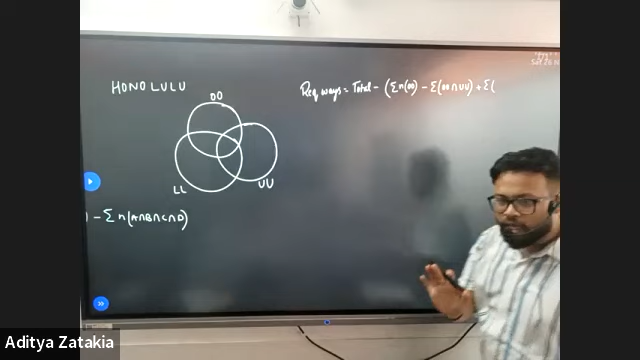 HONOLULU
Req ways = Total - (Σn(OO) - Σ(OO∩UU) + Σ(
OO
LL
UU
) - Σn(A∩B∩C∩D)
Aditya Zatakia